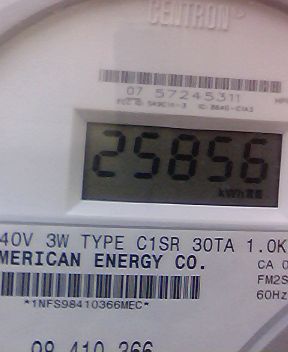 CENTRON
07 57245311
25856
kWh
40V 3W TYPE C1SR 30TA 1.0K
MERICAN ENERGY CO.
CA 0
FM2S
60Hz
*1NFS98410366MEC*
98 410 366